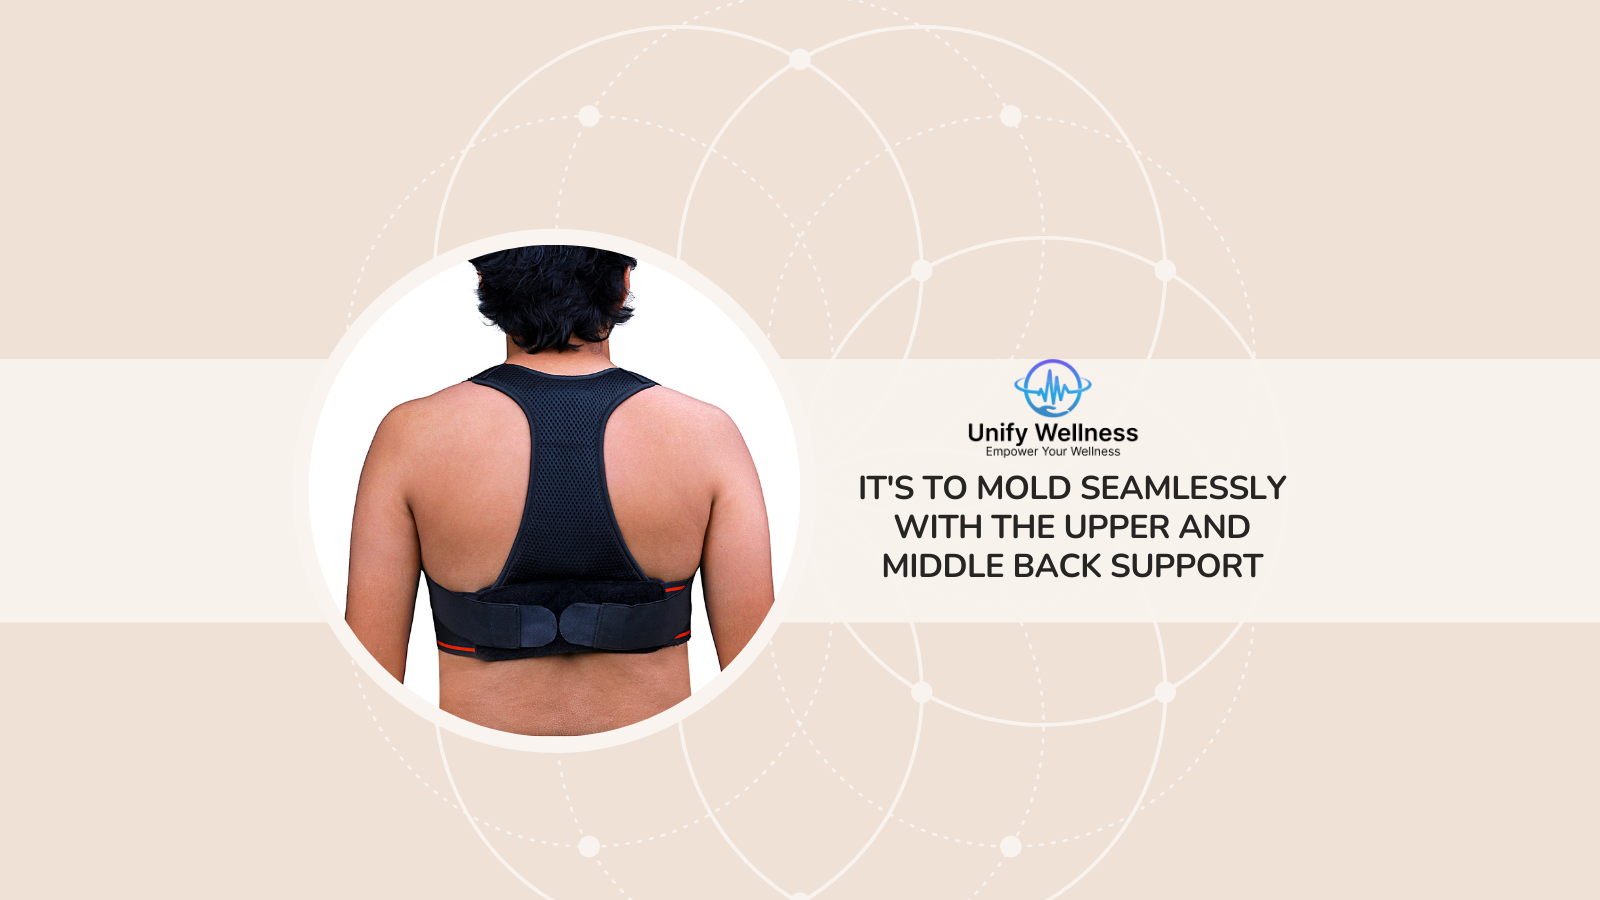 Unify Wellness
Empower Your Wellness
IT'S TO MOLD SEAMLESSLY
WITH THE UPPER AND
MIDDLE BACK SUPPORT